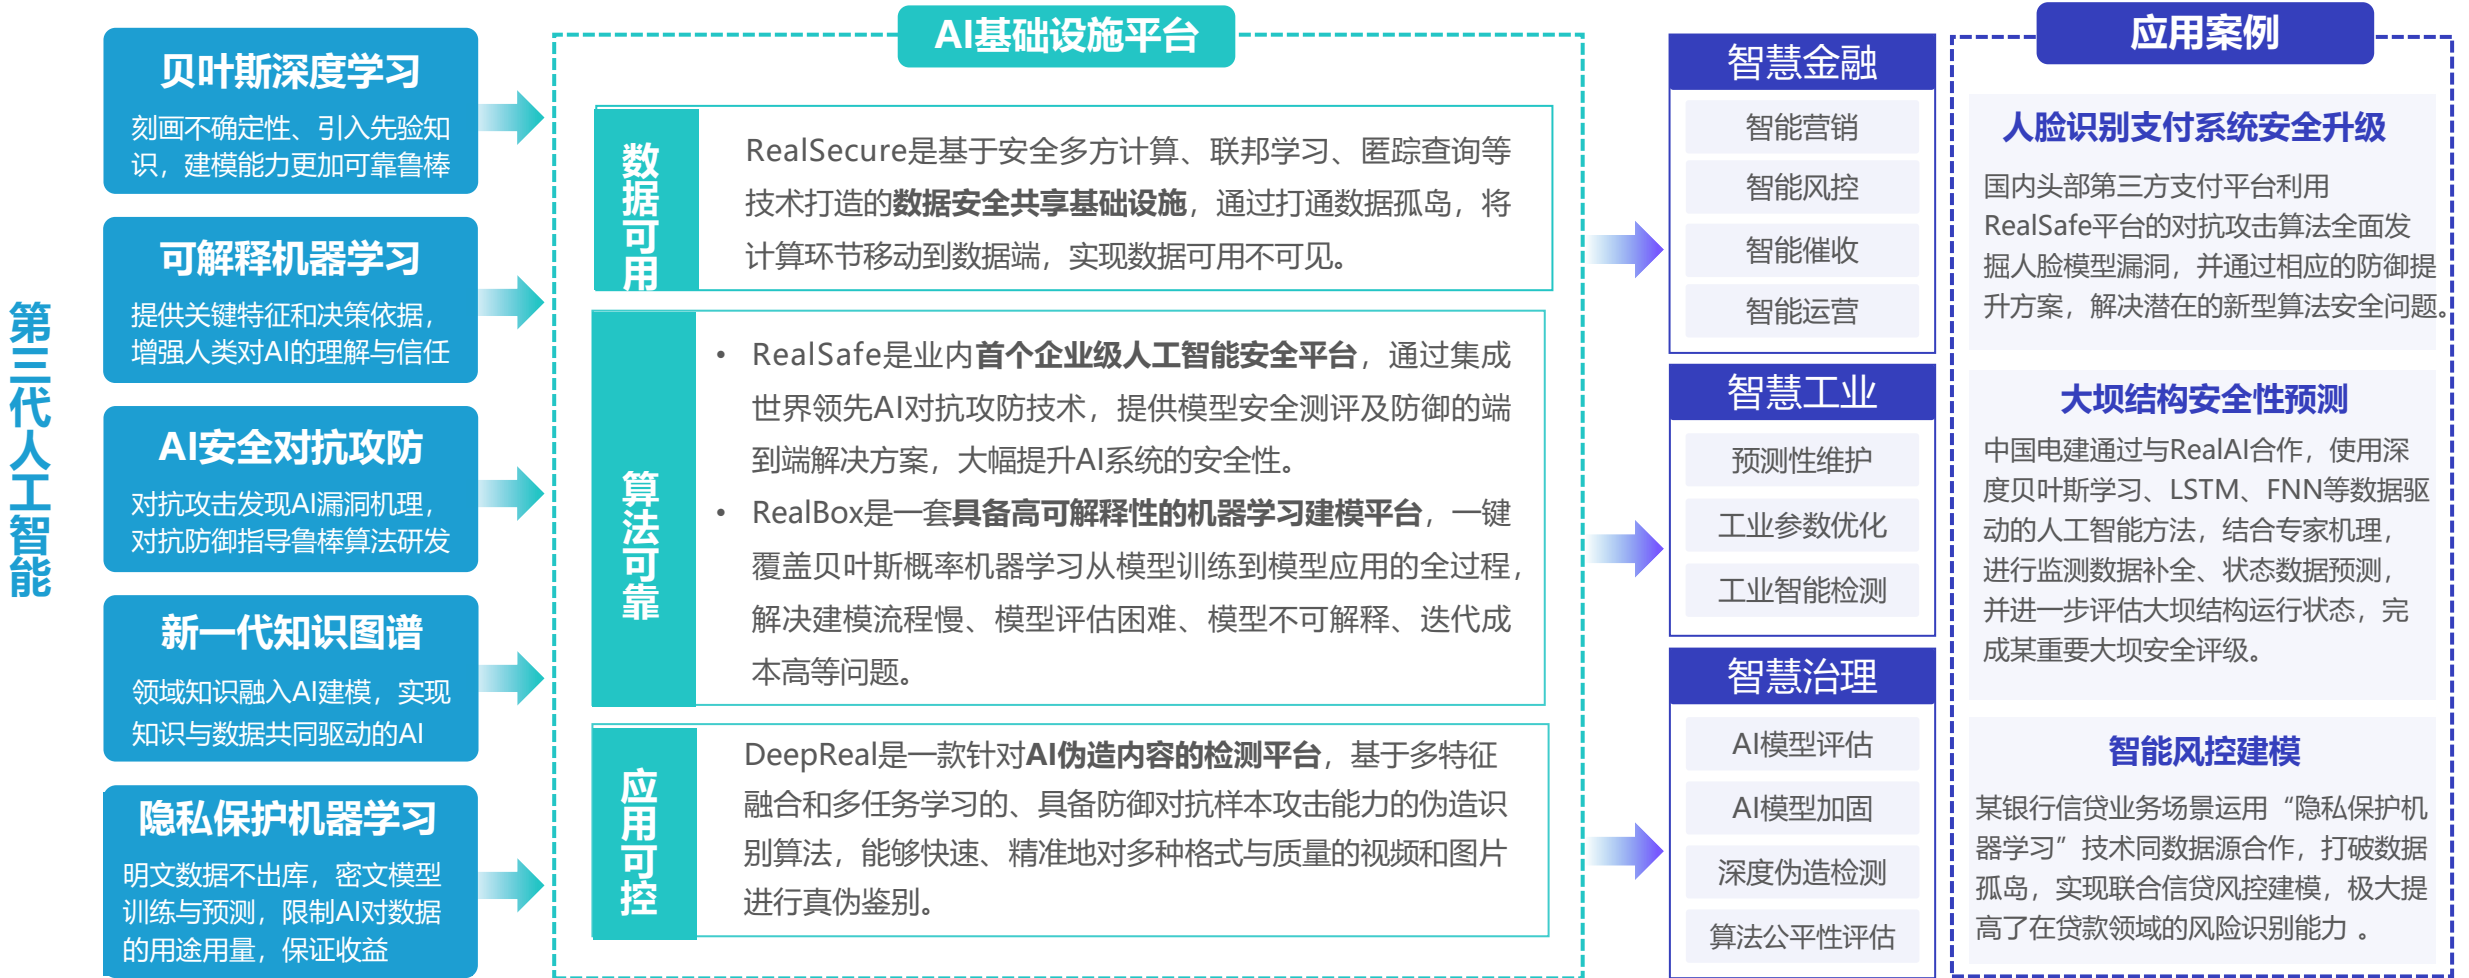 第三代人工智能
贝叶斯深度学习
刻画不确定性、引入先验知
识，建模能力更加可靠鲁棒
可解释机器学习
提供关键特征和决策依据，
增强人类对AI的理解与信任
AI安全对抗攻防
对抗攻击发现AI漏洞机理，
对抗防御指导鲁棒算法研发
新一代知识图谱
领域知识融入AI建模，实现
知识与数据共同驱动的AI
隐私保护机器学习
明文数据不出库，密文模型
训练与预测，限制AI对数据
的用途用量，保证收益
AI基础设施平台
数据可用
RealSecure是基于安全多方计算、联邦学习、匿踪查询等
技术打造的数据安全共享基础设施，通过打通数据孤岛，将
计算环节移动到数据端，实现数据可用不可见。
算法可靠
• RealSafe是业内首个企业级人工智能安全平台，通过集成
世界领先AI对抗攻防技术，提供模型安全测评及防御的端
到端解决方案，大幅提升AI系统的安全性。
• RealBox是一套具备高可解释性的机器学习建模平台，一键
覆盖贝叶斯概率机器学习从模型训练到模型应用的全过程，
解决建模流程慢、模型评估困难、模型不可解释、迭代成
本高等问题。
应用可控
DeepReal是一款针对AI伪造内容的检测平台，基于多特征
融合和多任务学习的、具备防御对抗样本攻击能力的伪造识
别算法，能够快速、精准地对多种格式与质量的视频和图片
进行真伪鉴别。
智慧金融
智能营销
智能风控
智能催收
智能运营
智慧工业
预测性维护
工业参数优化
工业智能检测
智慧治理
AI模型评估
AI模型加固
深度伪造检测
算法公平性评估
应用案例
人脸识别支付系统安全升级
国内头部第三方支付平台利用
RealSafe平台的对抗攻击算法全面发
掘人脸模型漏洞，并通过相应的防御提
升方案，解决潜在的新型算法安全问题。
大坝结构安全性预测
中国电建通过与RealAI合作，使用深
度贝叶斯学习、LSTM、FNN等数据驱
动的人工智能方法，结合专家机理，
进行监测数据补全、状态数据预测，
并进一步评估大坝结构运行状态，完
成某重要大坝安全评级。
智能风控建模
某银行信贷业务场景运用“隐私保护机
器学习”技术同数据源合作，打破数据
孤岛，实现联合信贷风控建模，极大提
高了在贷款领域的风险识别能力 。